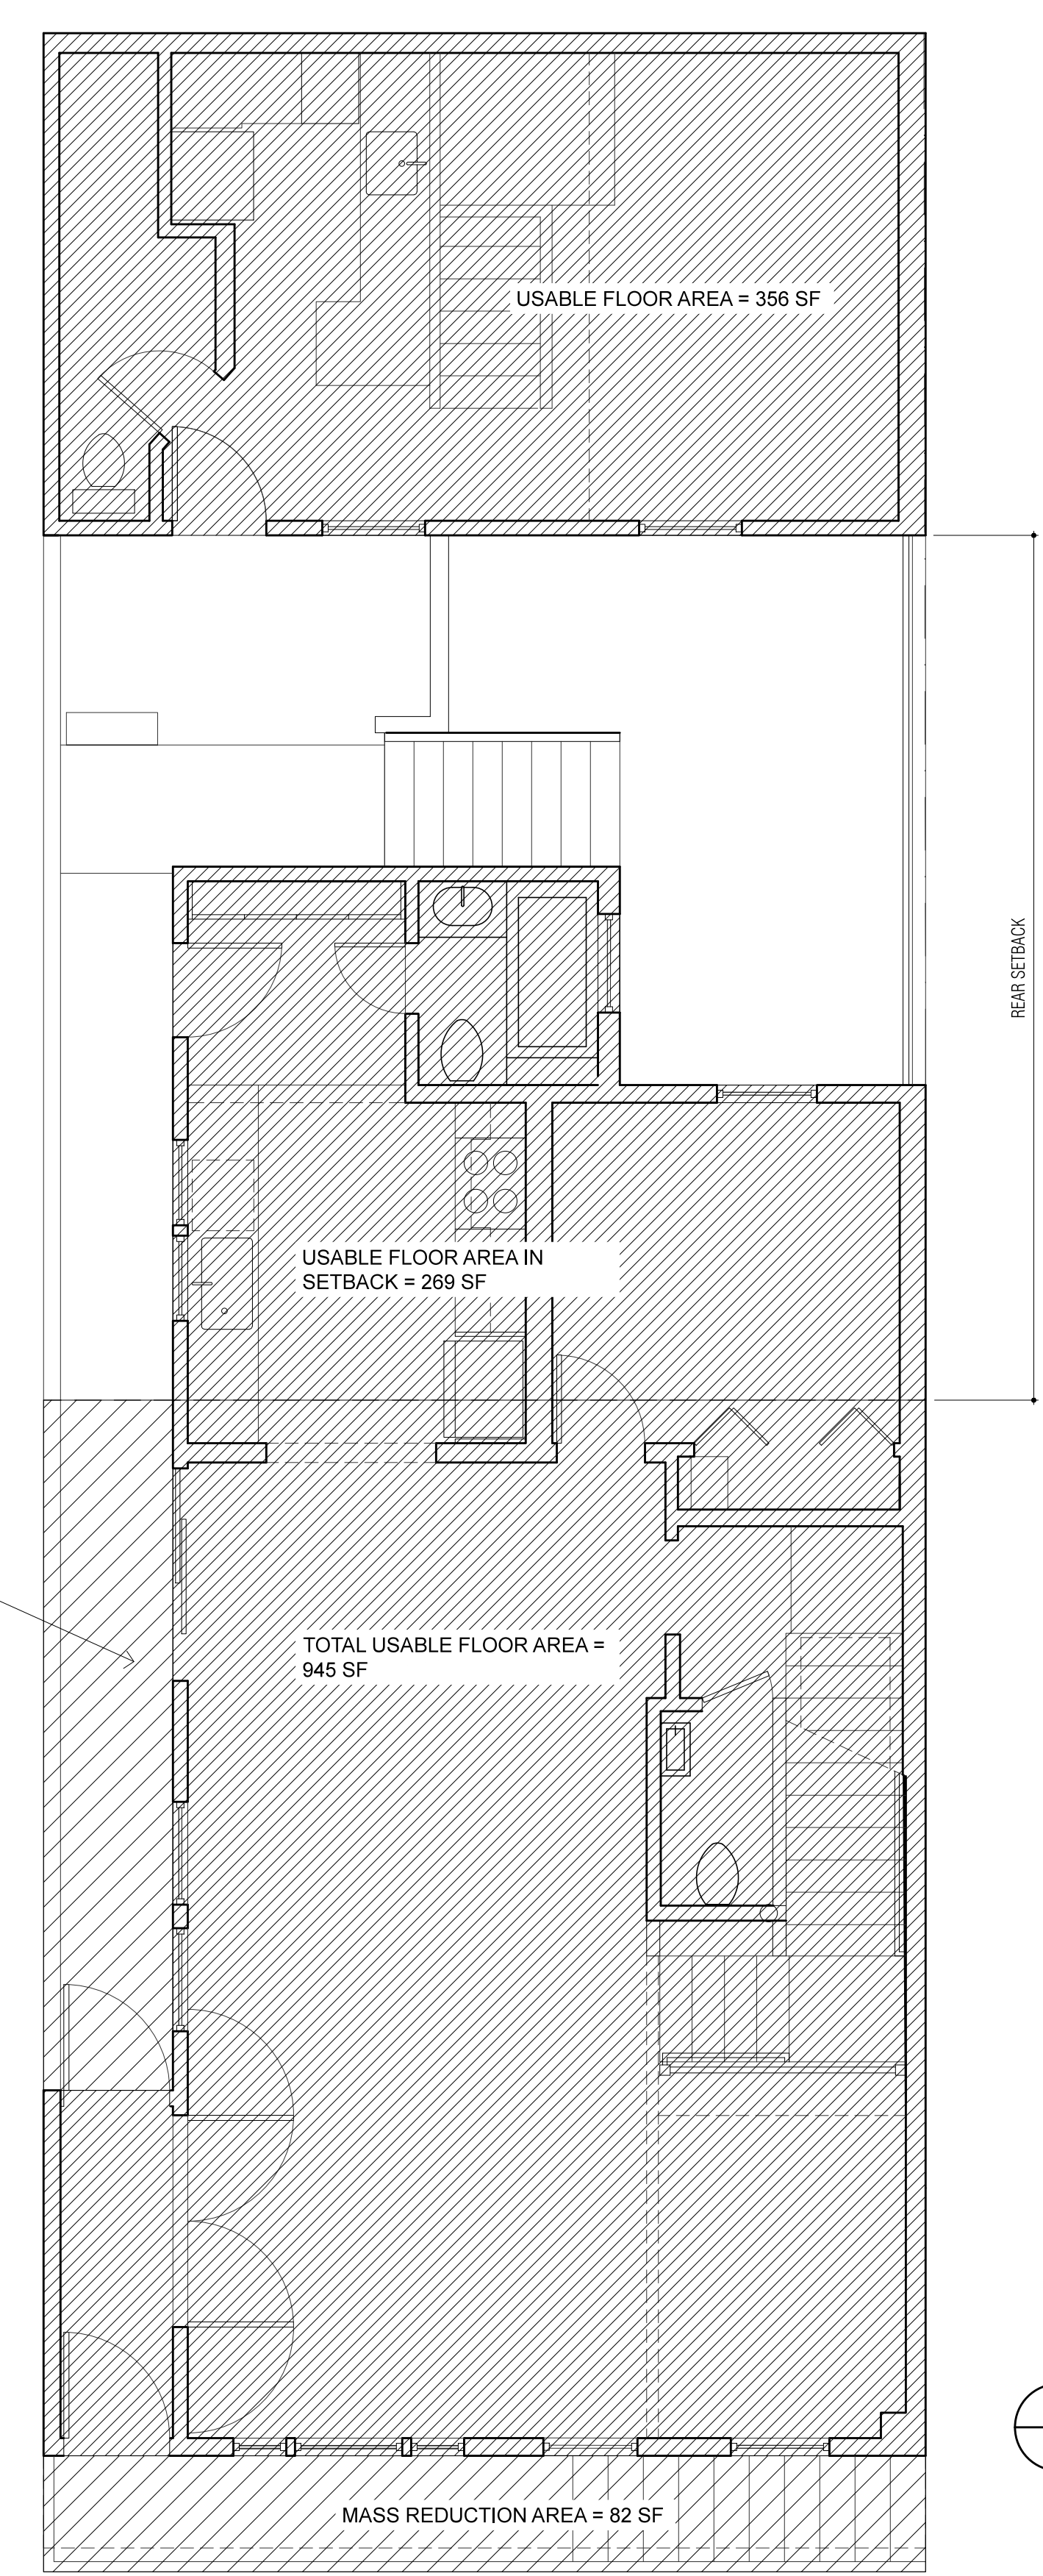 USABLE FLOOR AREA = 356 SF
REAR SETBACK
USABLE FLOOR AREA IN
SETBACK = 269 SF
TOTAL USABLE FLOOR AREA =
945 SF
MASS REDUCTION AREA = 82 SF